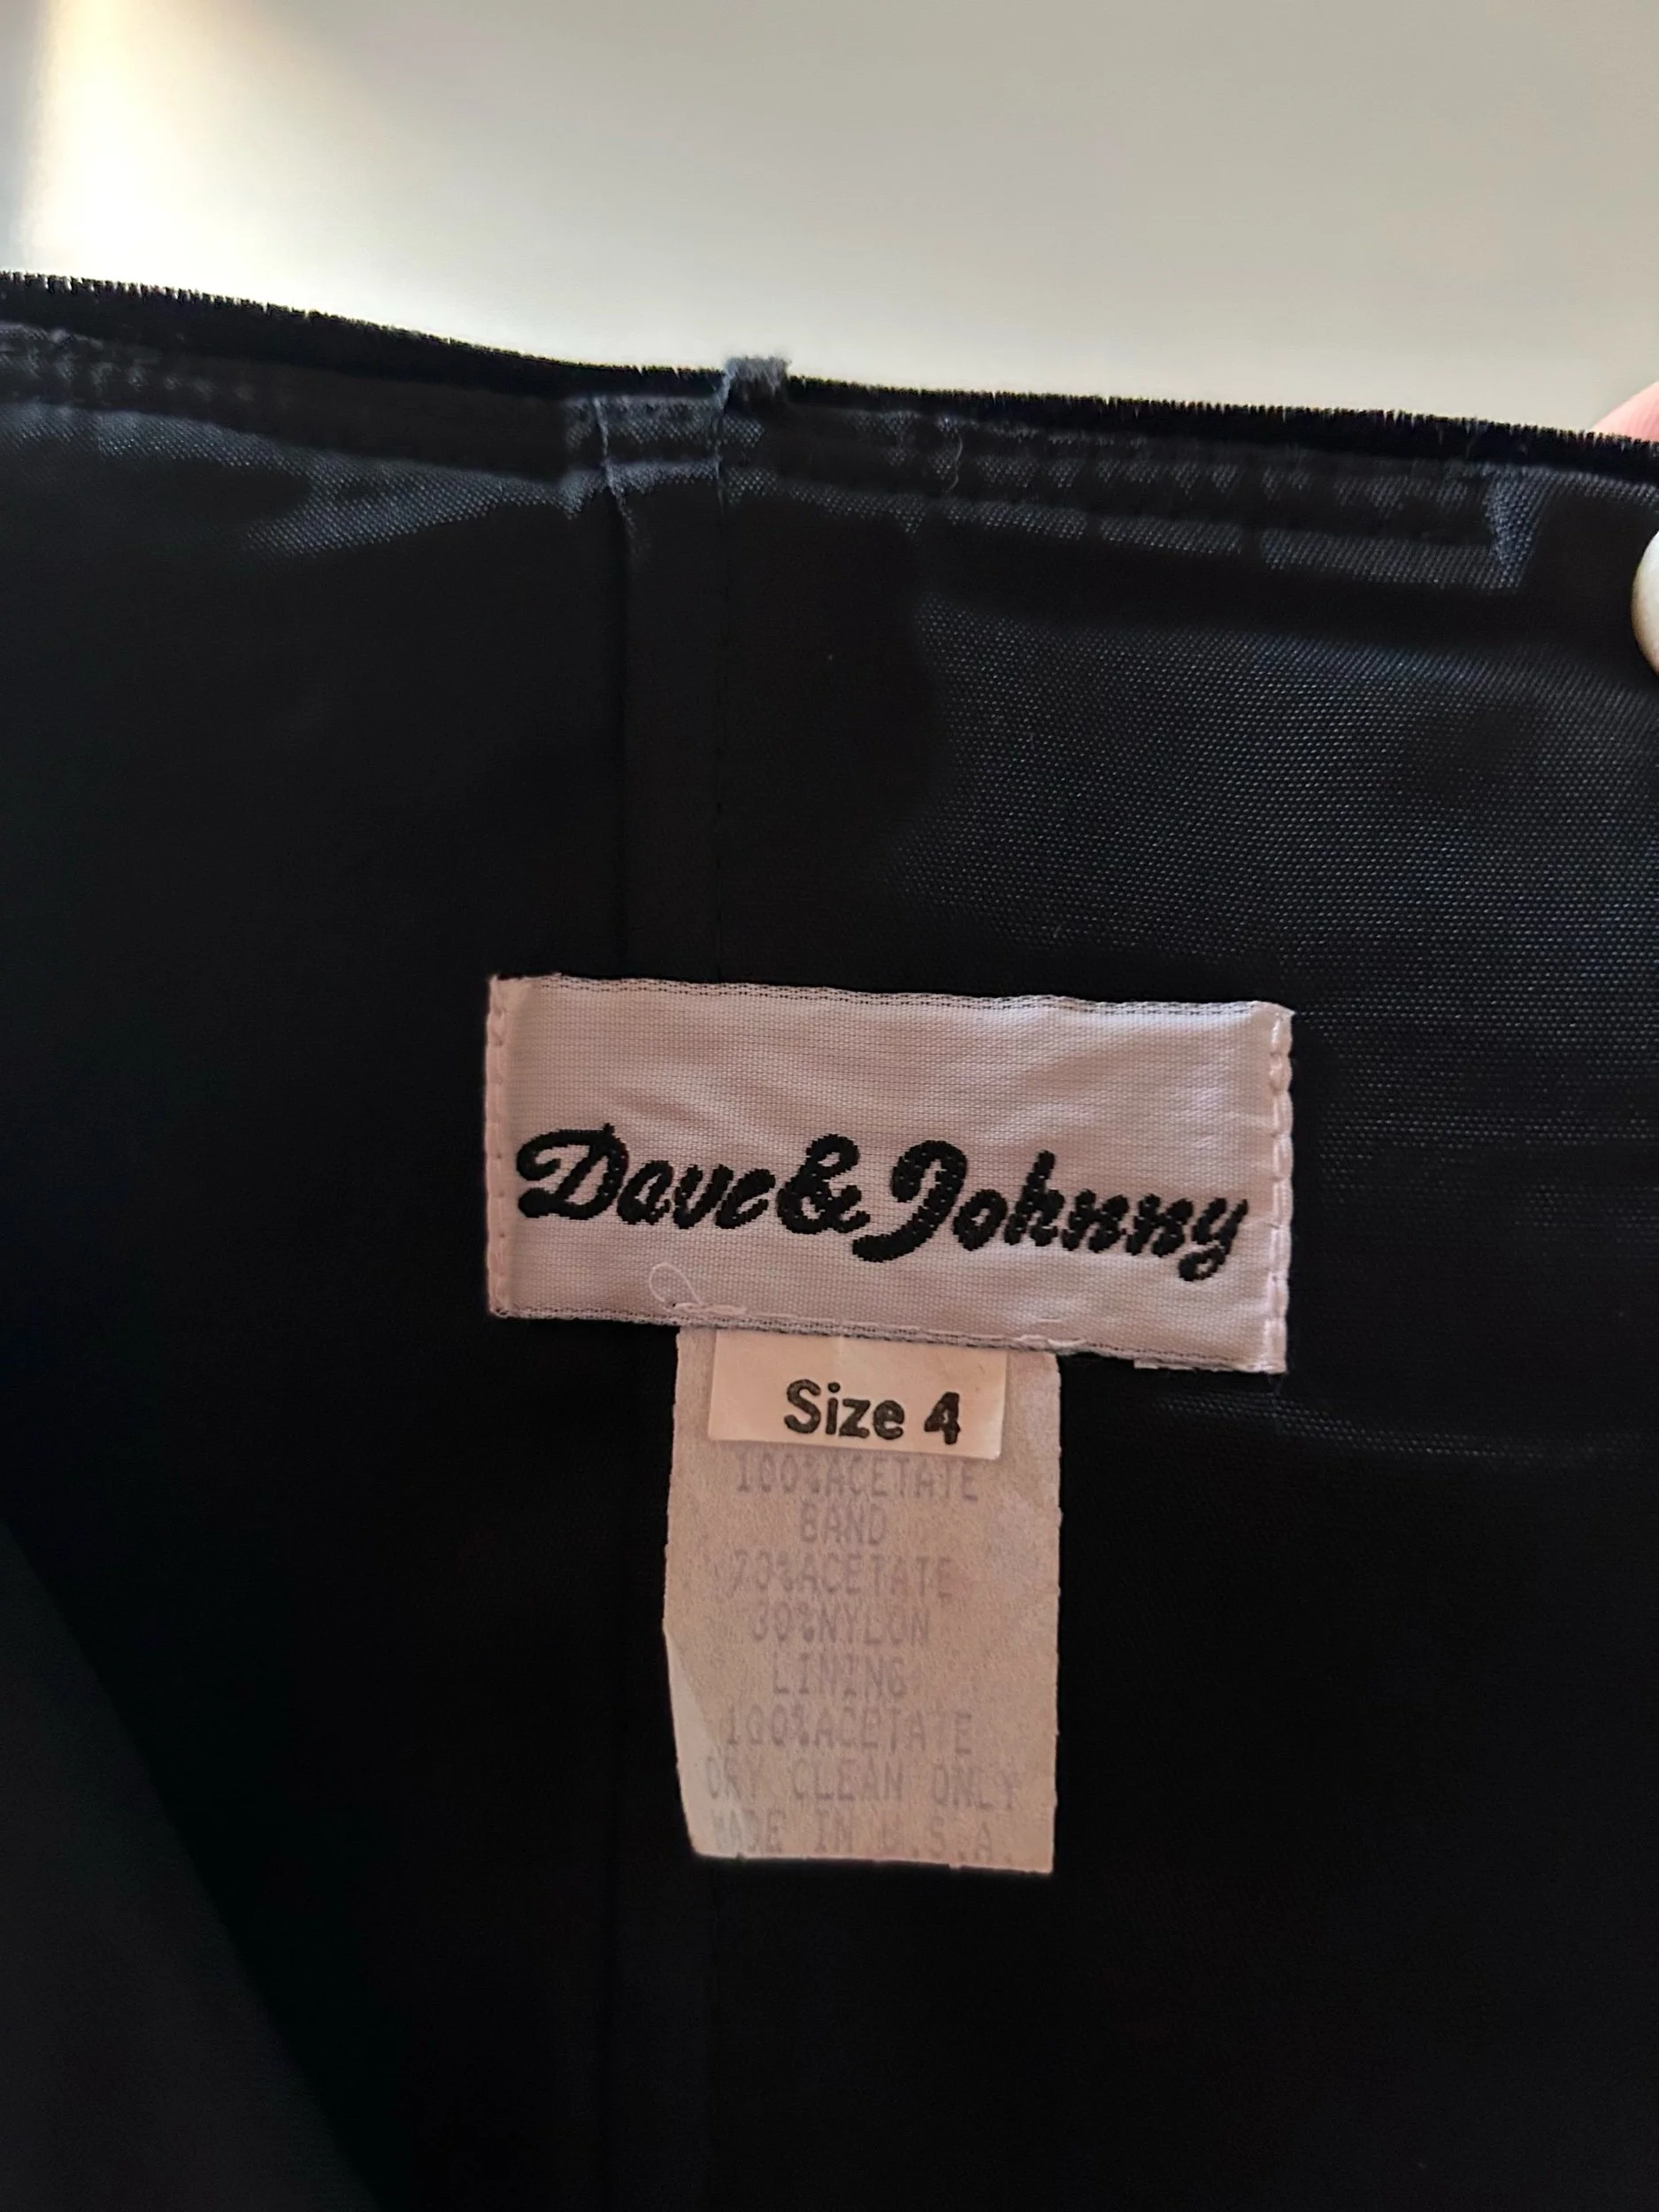 Dave & Johnny
Size 4
100%ACETATE
BAND
70%ACETATE
30%NYLON
LINING
100%ACETATE
DRY CLEAN ONLY
MADE IN U.S.A.